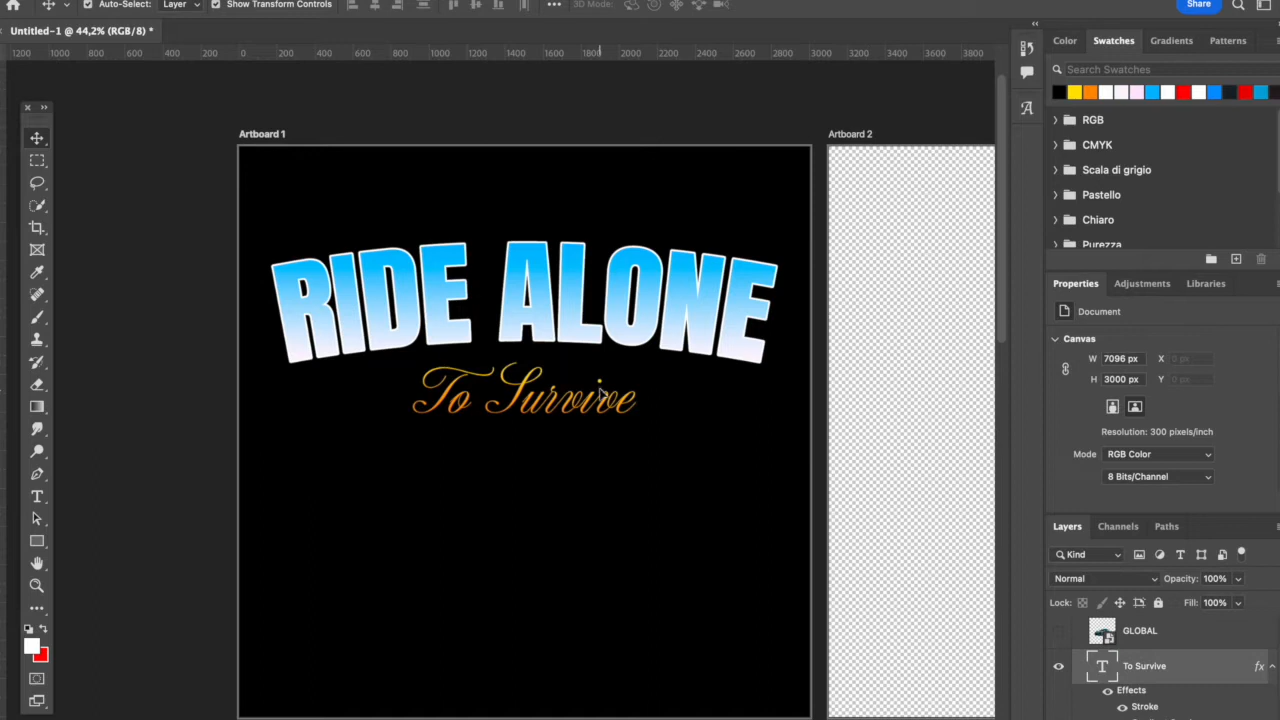 Auto-Select: Layer Show Transform Controls 3D Mode: Share
Untitled-1 @ 44,2% (RGB/8) *
1200 1000 800 600 400 200 0 200 400 600 800 1000 1200 1400 1600 1800 2000 2200 2400 2600 2800 3000 3200 3400 3600 3800
Artboard 1 Artboard 2
RIDE ALONE
To Survive
Color Swatches Gradients Patterns
Search Swatches
RGB
CMYK
Scala di grigio
Pastello
Chiaro
Purezza
Properties Adjustments Libraries
Document
Canvas
W 7096 px X 0 px
H 3000 px Y 0 px
Resolution: 300 pixels/inch
Mode RGB Color
8 Bits/Channel
Layers Channels Paths
Kind
Normal Opacity: 100%
Lock: Fill: 100%
GLOBAL
T To Survive fx
Effects
Stroke